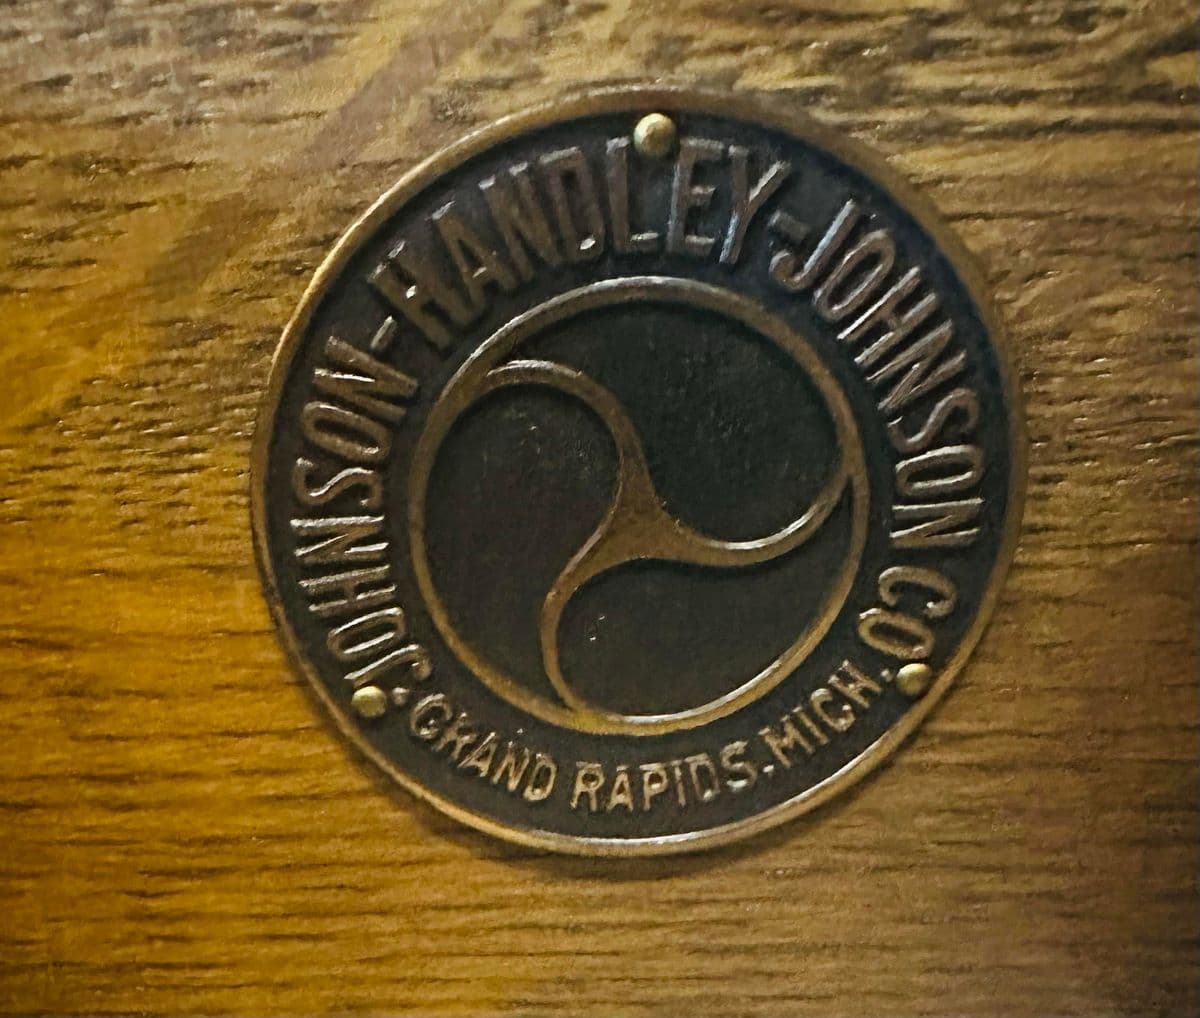 JOHNSON-HANDLEY-JOHNSON CO.
GRAND RAPIDS. MICH.